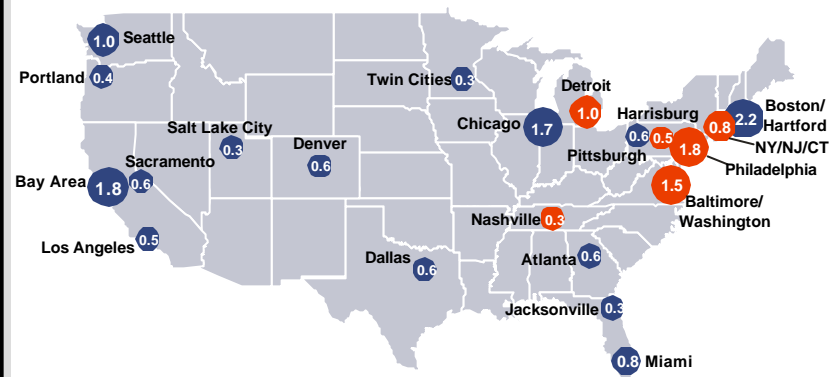 1.0 Seattle
Portland 0.4
Twin Cities 0.3
Detroit
1.0
Chicago 1.7
Harrisburg
0.6 0.5
Pittsburgh
2.2 Boston/
Hartford
0.8 NY/NJ/CT
1.8 Philadelphia
Salt Lake City
0.3
Denver
0.6
Sacramento
0.6
Bay Area 1.8
1.5
Baltimore/
Washington
Nashville 0.3
Los Angeles 0.5
Dallas 0.6
Atlanta 0.6
Jacksonville 0.3
0.8 Miami